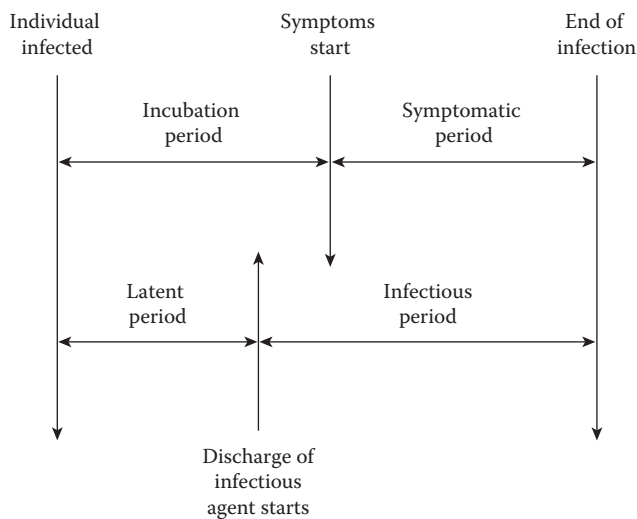 Individual
infected
Symptoms
start
End of
infection
Incubation
period
Symptomatic
period
Latent
period
Infectious
period
Discharge of
infectious
agent starts